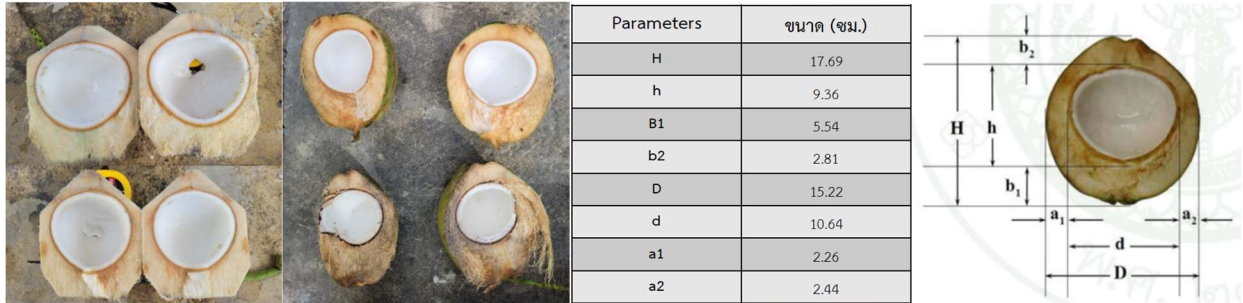 Parameters ขนาด (ซม.)
H 17.69
h 9.36
B1 5.54
b2 2.81
D 15.22
d 10.64
a1 2.26
a2 2.44
b₂
H h
b₁
a₁ a₂
d
D